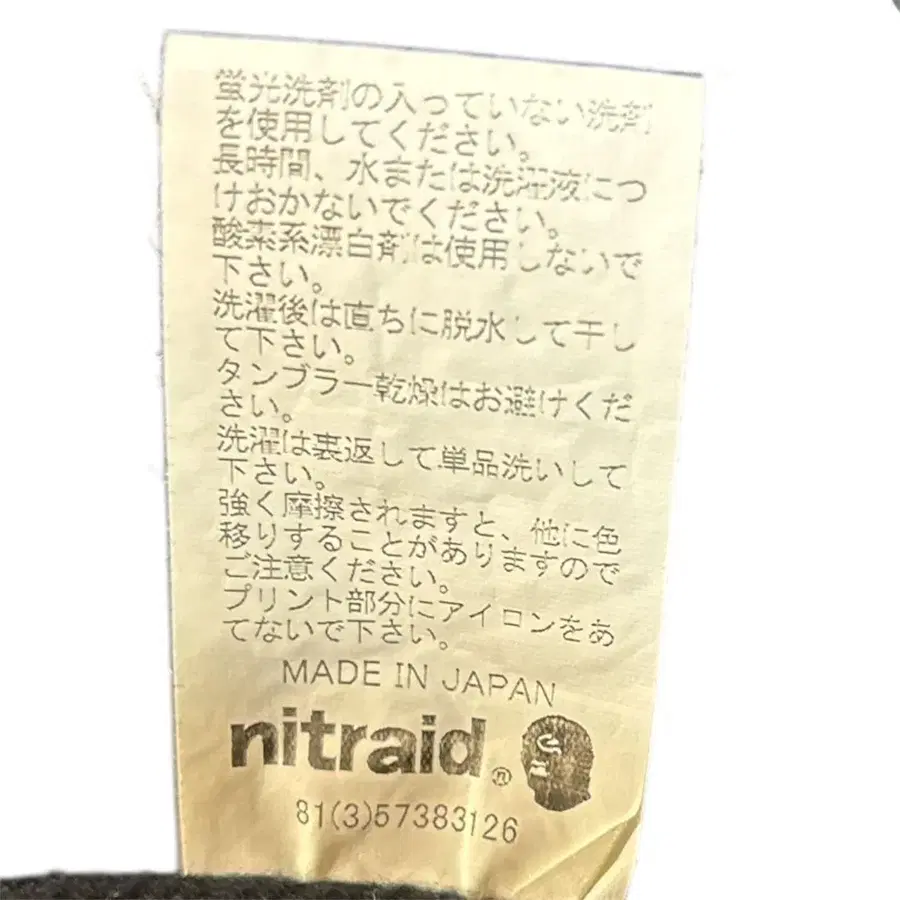 蛍光洗剤の入っていない洗剤
を使用してください。
長時間、水または洗濯液につ
けおかないでください。
酸素系漂白剤は使用しないで
下さい。
洗濯後は直ちに脱水して干し
て下さい。
タンブラー乾燥はお避けくだ
さい。
洗濯は裏返して単品洗いして
下さい。
強く摩擦されますと、他に色
移りすることがありますので
ご注意ください。
プリント部分にアイロンをあ
てないで下さい。
MADE IN JAPAN
nitraid®
81(3)57383126